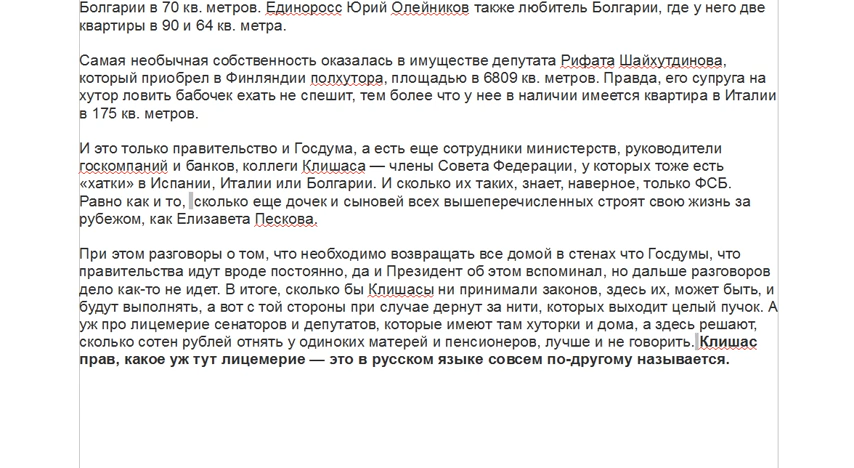 Болгарии в 70 кв. метров. Единоросс Юрий Олейников также любитель Болгарии, где у него две
квартиры в 90 и 64 кв. метра.
Самая необычная собственность оказалась в имуществе депутата Рифата Шайхутдинова,
который приобрел в Финляндии полхутора, площадью в 6809 кв. метров. Правда, его супруга на
хутор ловить бабочек ехать не спешит, тем более что у нее в наличии имеется квартира в Италии
в 175 кв. метров.
И это только правительство и Госдума, а есть еще сотрудники министерств, руководители
госкомпаний и банков, коллеги Клишаса — члены Совета Федерации, у которых тоже есть
«хатки» в Испании, Италии или Болгарии. И сколько их таких, знает, наверное, только ФСБ.
Равно как и то, сколько еще дочек и сыновей всех вышеперечисленных строят свою жизнь за
рубежом, как Елизавета Пескова.
При этом разговоры о том, что необходимо возвращать все домой в стенах что Госдумы, что
правительства идут вроде постоянно, да и Президент об этом вспоминал, но дальше разговоров
дело как-то не идет. В итоге, сколько бы Клишасы ни принимали законов, здесь их, может быть, и
будут выполнять, а вот с той стороны при случае дернут за нити, которых выходит целый пучок. А
уж про лицемерие сенаторов и депутатов, которые имеют там хуторки и дома, а здесь решают,
сколько сотен рублей отнять у одиноких матерей и пенсионеров, лучше и не говорить. Клишас
прав, какое уж тут лицемерие — это в русском языке совсем по-другому называется.